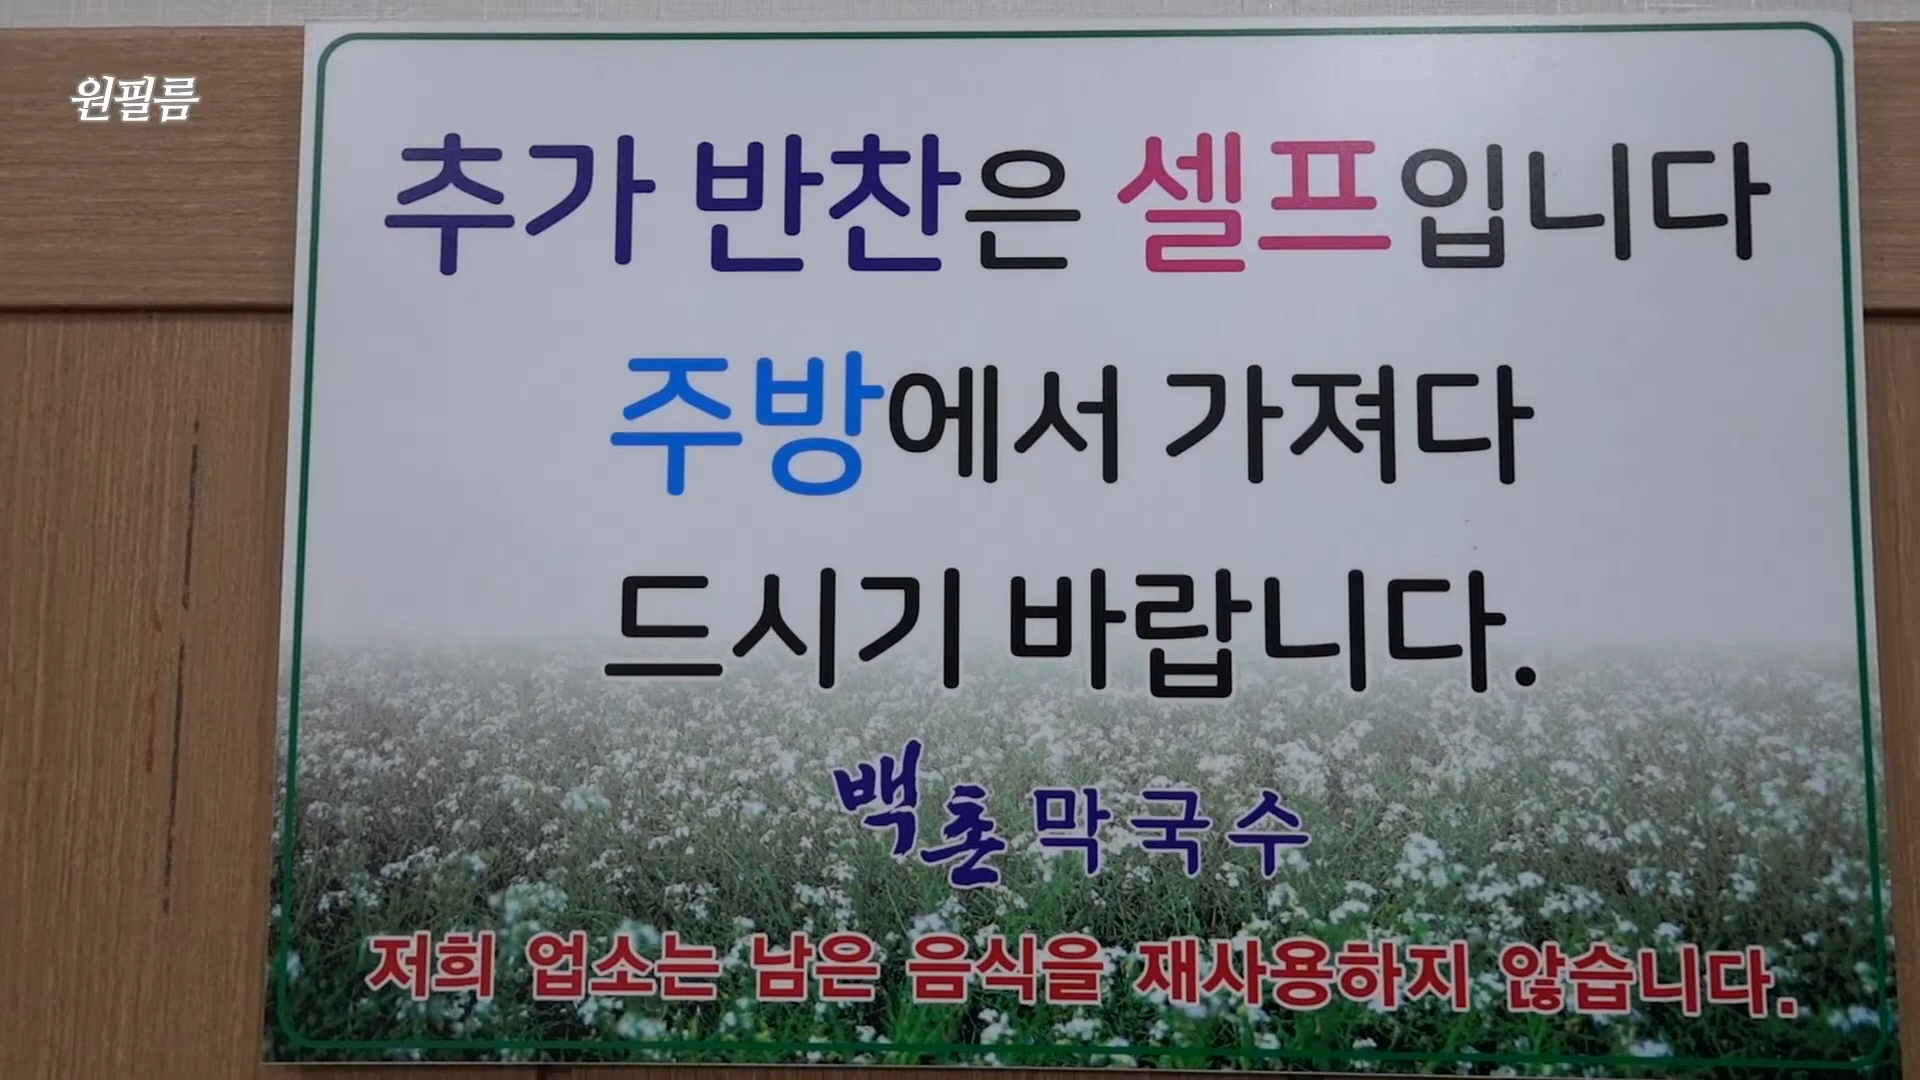 원필름
추가 반찬은 셀프입니다
주방에서 가져다
드시기 바랍니다.
백촌막국수
저희 업소는 남은 음식을 재사용하지 않습니다.